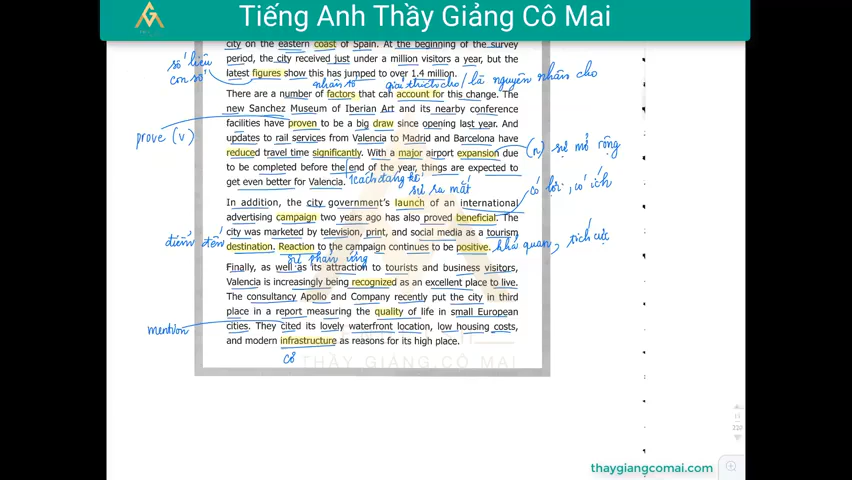 Tiếng Anh Thầy Giảng Cô Mai
city on the eastern coast of Spain. At the beginning of the survey
period, the city received just under a million visitors a year, but the
số liệu
con số
latest figures show this has jumped to over 1.4 million.
nhân tố giải thích cho/ là nguyên nhân cho
There are a number of factors that can account for this change. The
new Sanchez Museum of Iberian Art and its nearby conference
facilities have proven to be a big draw since opening last year. And
prove (v)
updates to rail services from Valencia to Madrid and Barcelona have
reduced travel time significantly. With a major airport expansion due
(n) sự mở rộng
to be completed before the end of the year, things are expected to
get even better for Valencia.
1 cách đáng kể
sự ra mắt
có lợi, có ích
In addition, the city government's launch of an international
advertising campaign two years ago has also proved beneficial. The
city was marketed by television, print, and social media as a tourism
điểm đến
destination. Reaction to the campaign continues to be positive.
khả quan, tích cực
sự phản ứng
Finally, as well as its attraction to tourists and business visitors,
Valencia is increasingly being recognized as an excellent place to live.
The consultancy Apollo and Company recently put the city in third
place in a report measuring the quality of life in small European
mention
cities. They cited its lovely waterfront location, low housing costs,
and modern infrastructure as reasons for its high place.
cơ
THẦY GIẢNG CÔ MAI
thaygiangcomai.com